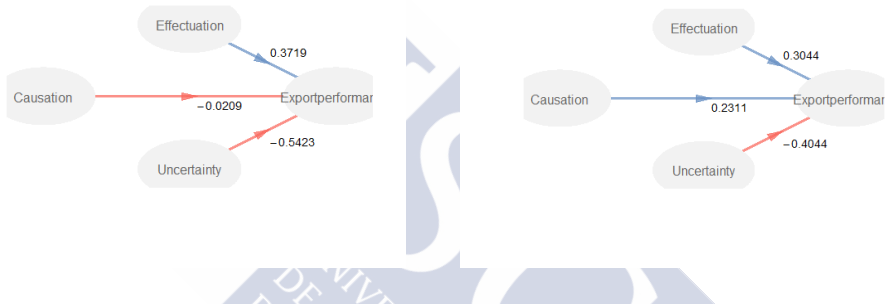 Effectuation
0.3719
Causation
Exportperformar
−0.0209
−0.5423
Uncertainty
Effectuation
0.3044
Causation
Exportperformar
0.2311
−0.4044
Uncertainty